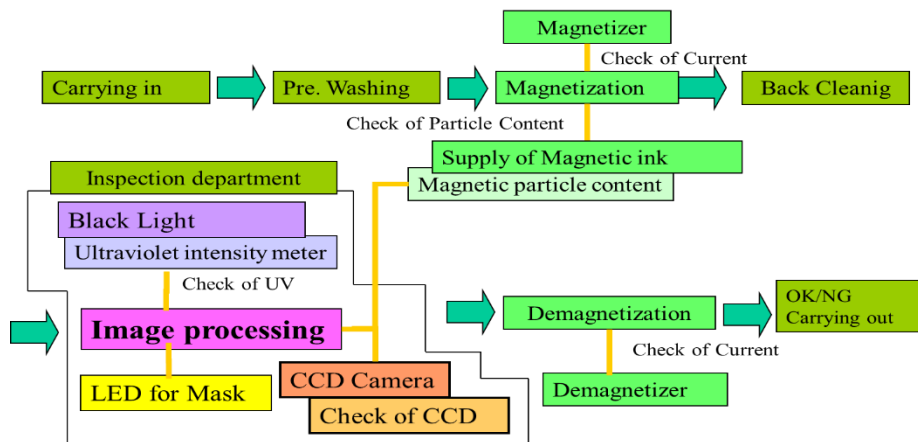 Magnetizer
Check of Current
Carrying in
Pre. Washing
Magnetization
Back Cleanig
Check of Particle Content
Supply of Magnetic ink
Magnetic particle content
Inspection department
Black Light
Ultraviolet intensity meter
Check of UV
Image processing
LED for Mask
CCD Camera
Check of CCD
Demagnetization
OK/NG
Carrying out
Check of Current
Demagnetizer